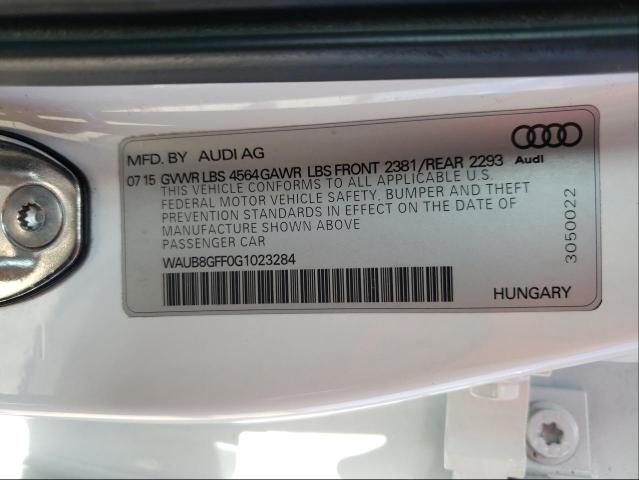 MFD. BY AUDI AG
07 15 GVWR LBS 4564 GAWR LBS FRONT 2381/REAR 2293 Audi
THIS VEHICLE CONFORMS TO ALL APPLICABLE U.S.
FEDERAL MOTOR VEHICLE SAFETY, BUMPER AND THEFT
PREVENTION STANDARDS IN EFFECT ON THE DATE OF
MANUFACTURE SHOWN ABOVE
PASSENGER CAR
WAUB8GFF0G1023284
HUNGARY
3050022